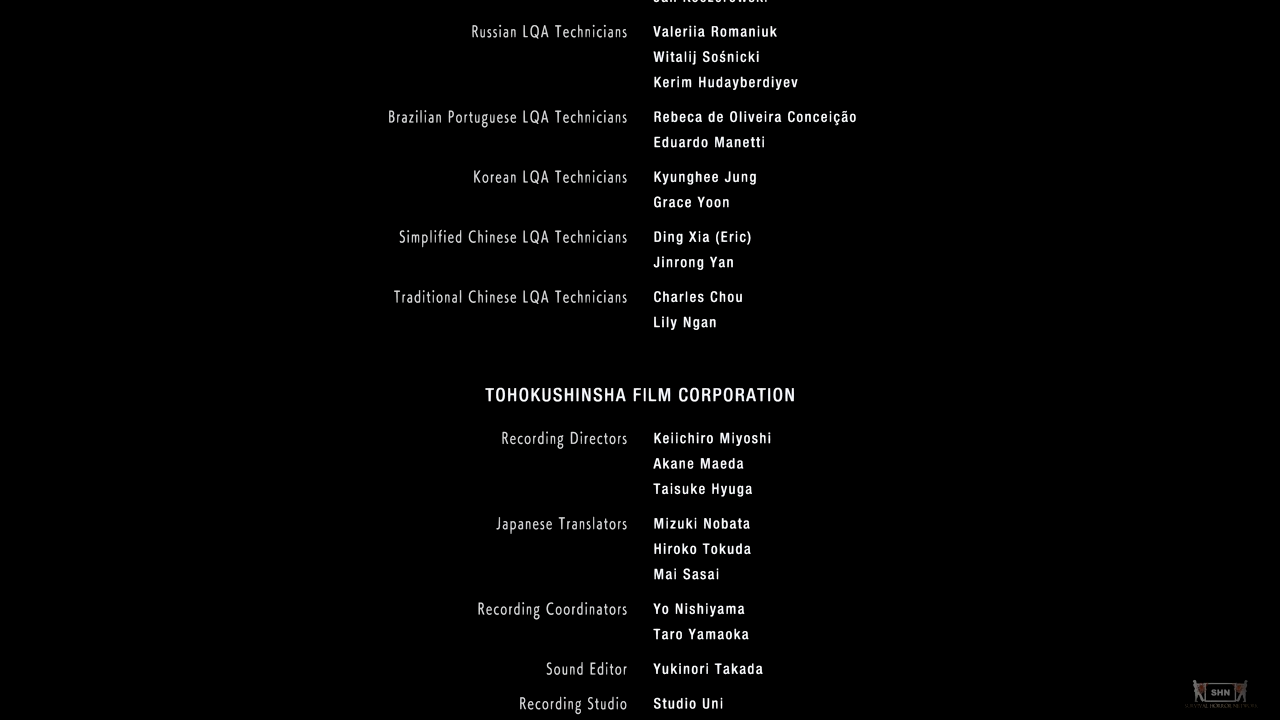 Russian LQA Technicians Valeriia Romaniuk
Witalij Sośnicki
Kerim Hudayberdiyev
Brazilian Portuguese LQA Technicians Rebeca de Oliveira Conceição
Eduardo Manetti
Korean LQA Technicians Kyunghee Jung
Grace Yoon
Simplified Chinese LQA Technicians Ding Xia (Eric)
Jinrong Yan
Traditional Chinese LQA Technicians Charles Chou
Lily Ngan
TOHOKUSHINSHA FILM CORPORATION
Recording Directors Keiichiro Miyoshi
Akane Maeda
Taisuke Hyuga
Japanese Translators Mizuki Nobata
Hiroko Tokuda
Mai Sasai
Recording Coordinators Yo Nishiyama
Taro Yamaoka
Sound Editor Yukinori Takada
Recording Studio Studio Uni
SHN